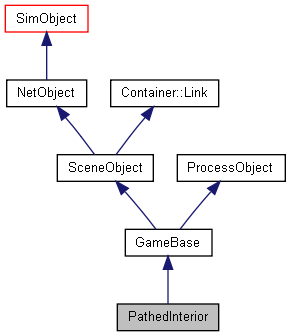 SimObject
NetObject
Container::Link
SceneObject
ProcessObject
GameBase
PathedInterior